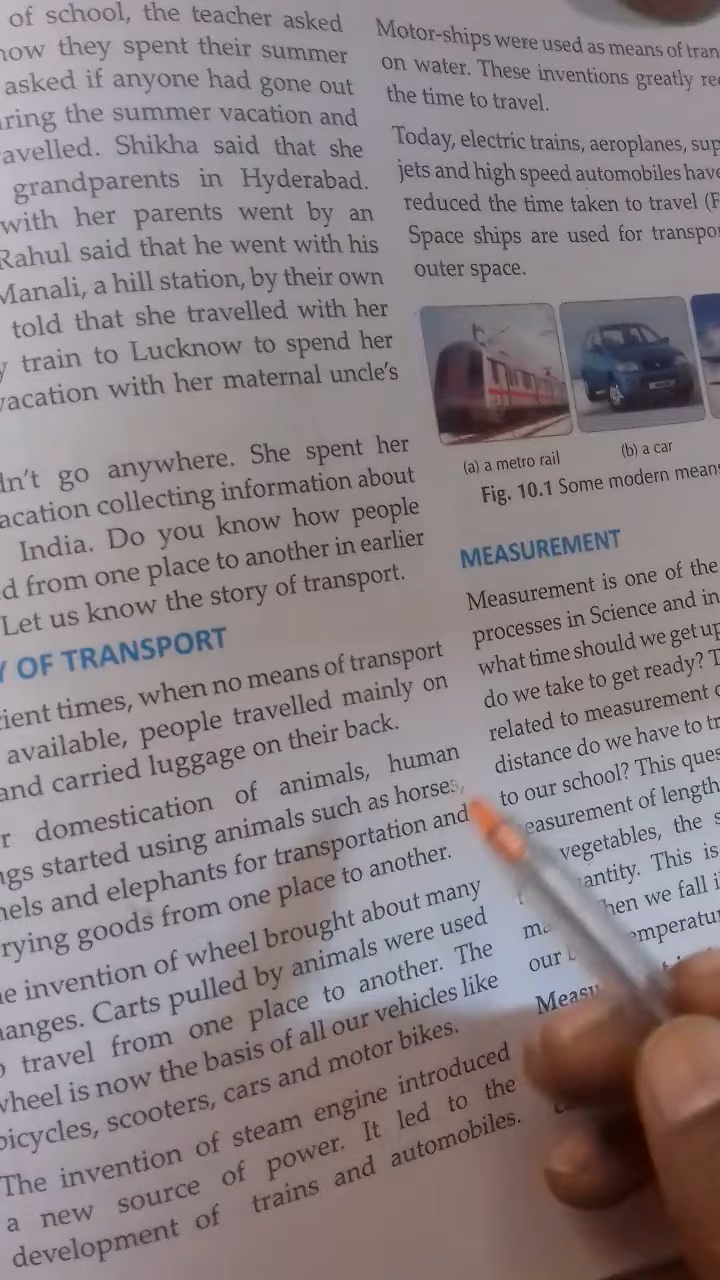 of school, the teacher asked
how they spent their summer
asked if anyone had gone out
ring the summer vacation and
avelled. Shikha said that she
grandparents in Hyderabad.
with her parents went by an
Rahul said that he went with his
Manali, a hill station, by their own
told that she travelled with her
y train to Lucknow to spend her
vacation with her maternal uncle's
dn't go anywhere. She spent her
acation collecting information about
India. Do you know how people
d from one place to another in earlier
Let us know the story of transport.
Y OF TRANSPORT
cient times, when no means of transport
available, people travelled mainly on
and carried luggage on their back.
r domestication of animals, human
ngs started using animals such as horses,
nels and elephants for transportation and
rrying goods from one place to another.
e invention of wheel brought about many
hanges. Carts pulled by animals were used
o travel from one place to another. The
wheel is now the basis of all our vehicles like
bicycles, scooters, cars and motor bikes.
The invention of steam engine introduced
a new source of power. It led to the
development of trains and automobiles.
Motor-ships were used as means of tran
on water. These inventions greatly re
the time to travel.
Today, electric trains, aeroplanes, sup
jets and high speed automobiles have
reduced the time taken to travel (F
Space ships are used for transpo
outer space.
(a) a metro rail
(b) a car
Fig. 10.1 Some modern means
MEASUREMENT
Measurement is one of the
processes in Science and in
what time should we get up
do we take to get ready? T
related to measurement o
distance do we have to tr
to our school? This ques
easurement of length
vegetables, the s
antity. This is
ma hen we fall i
our emperatu
Measu